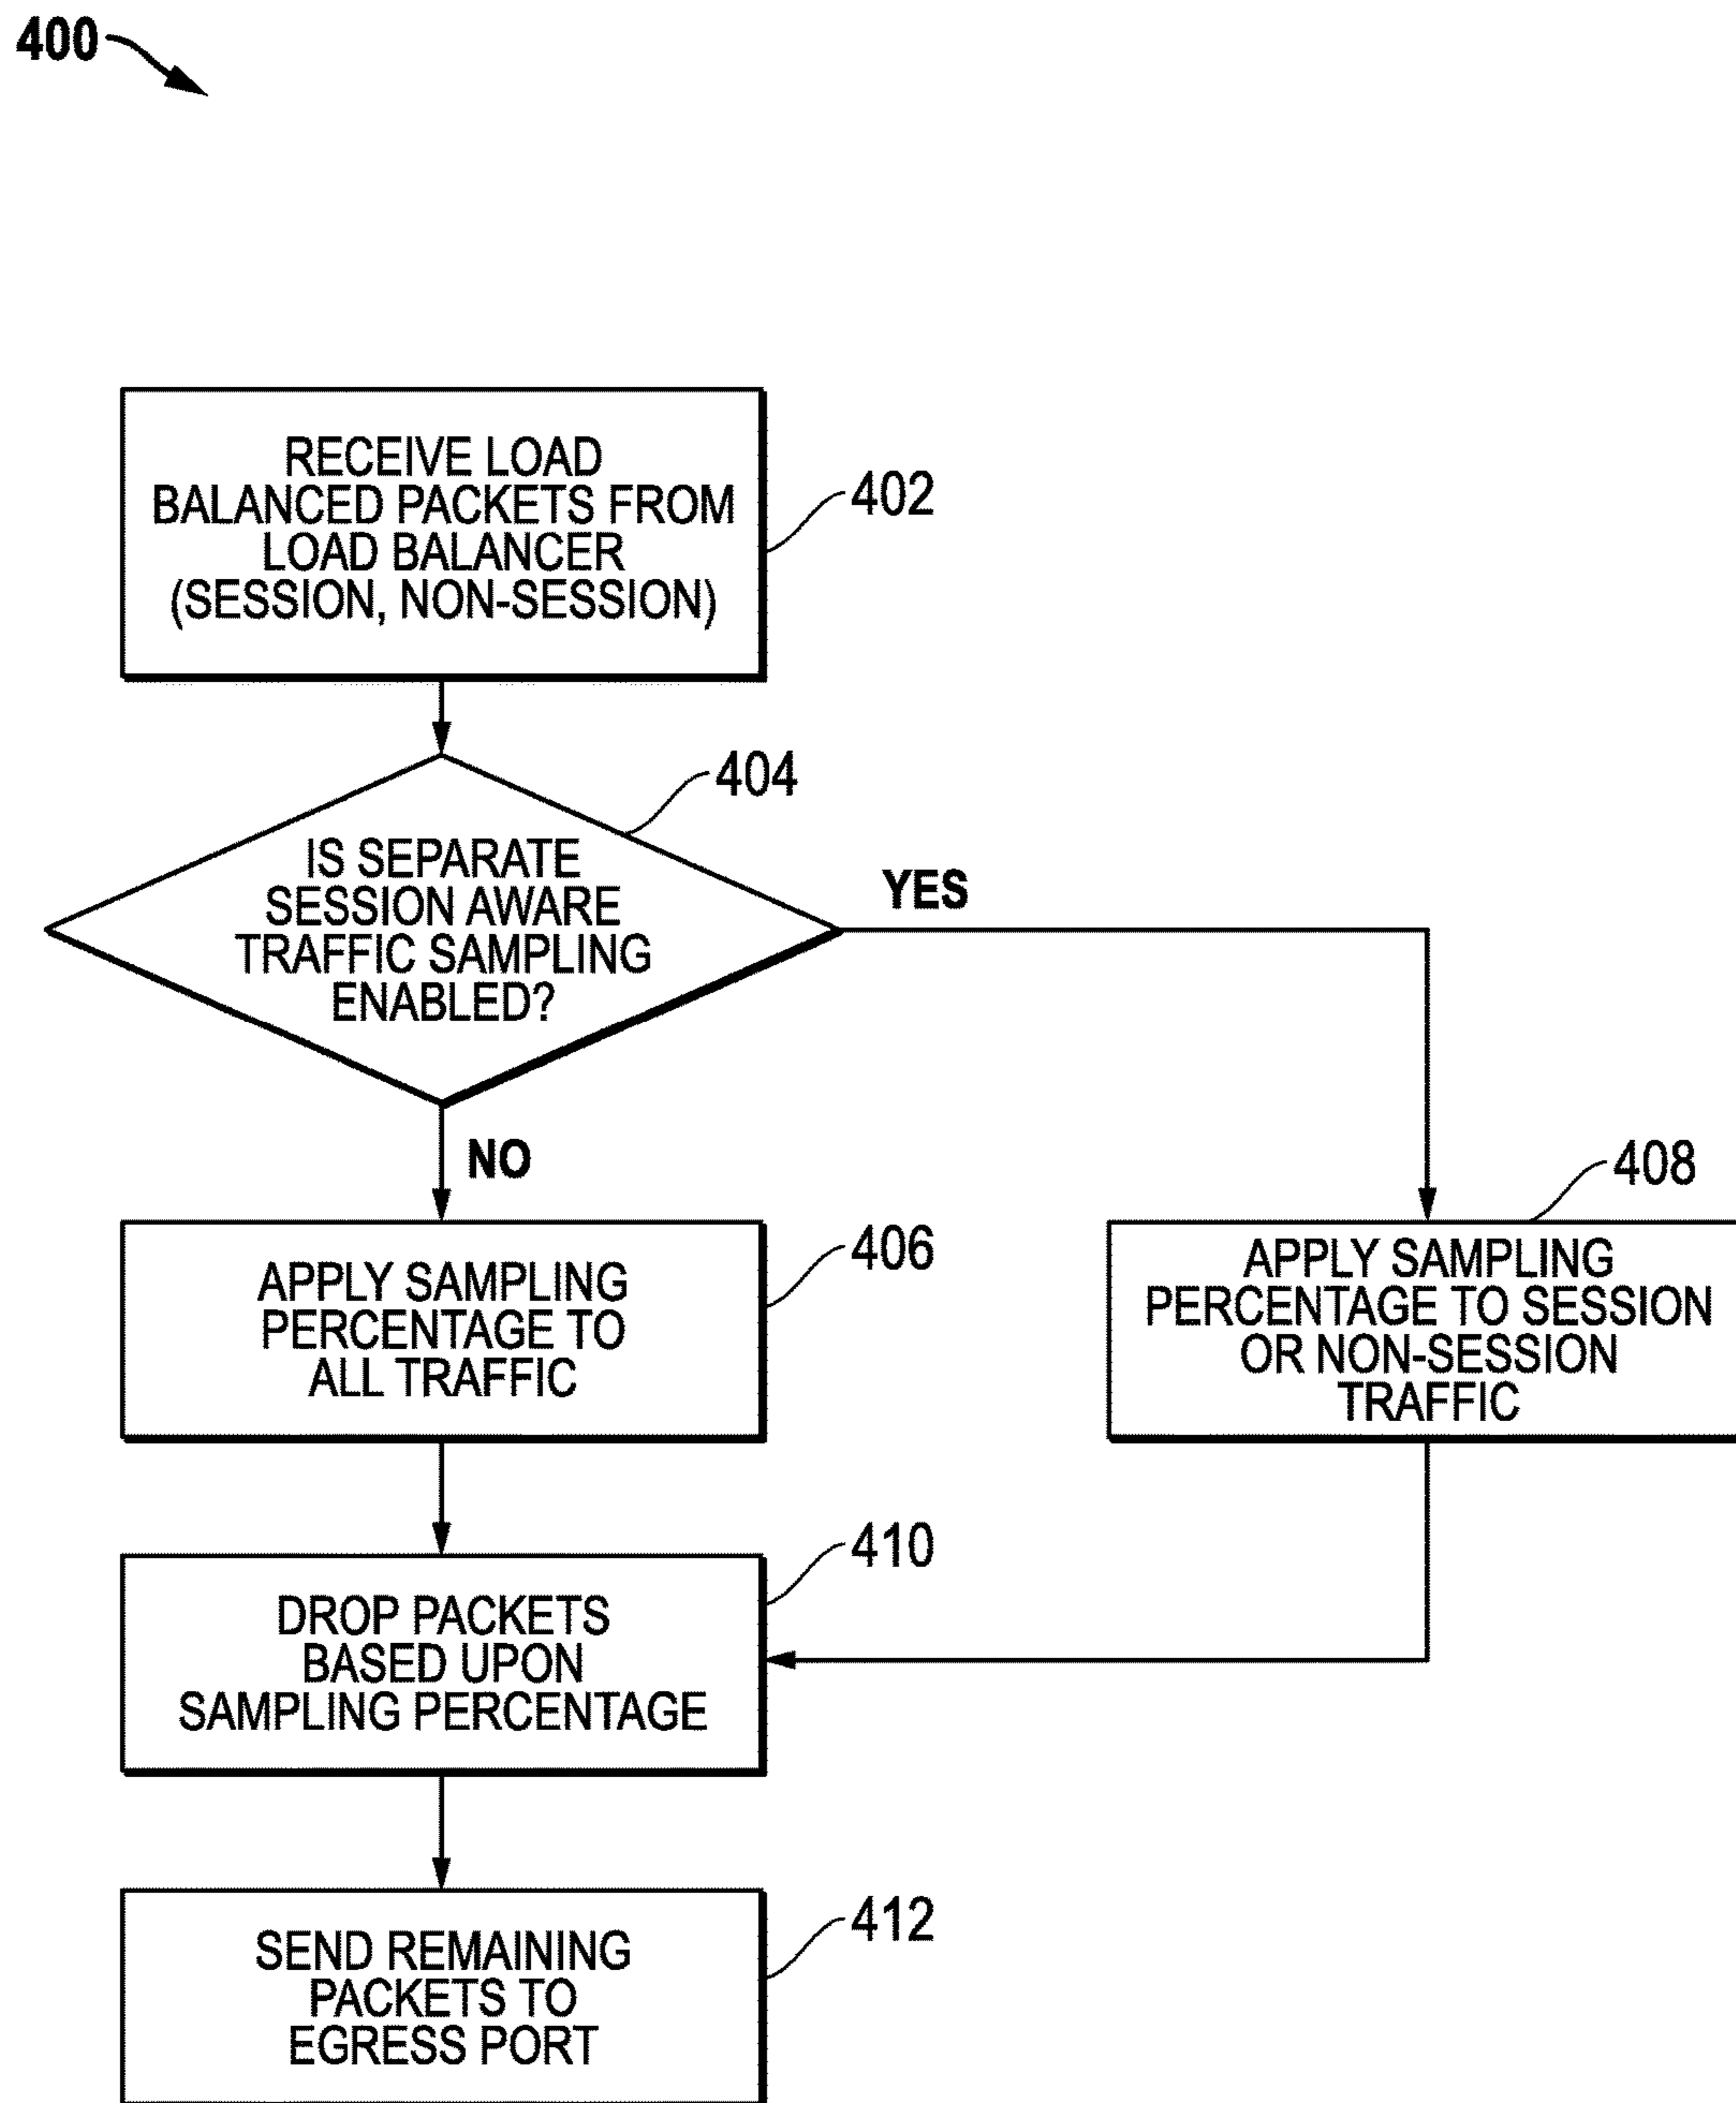 400
RECEIVE LOAD
BALANCED PACKETS FROM
LOAD BALANCER
(SESSION, NON-SESSION)
402
404
IS SEPARATE
SESSION AWARE
TRAFFIC SAMPLING
ENABLED?
YES
NO
406
APPLY SAMPLING
PERCENTAGE TO
ALL TRAFFIC
408
APPLY SAMPLING
PERCENTAGE TO SESSION
OR NON-SESSION
TRAFFIC
410
DROP PACKETS
BASED UPON
SAMPLING PERCENTAGE
412
SEND REMAINING
PACKETS TO
EGRESS PORT